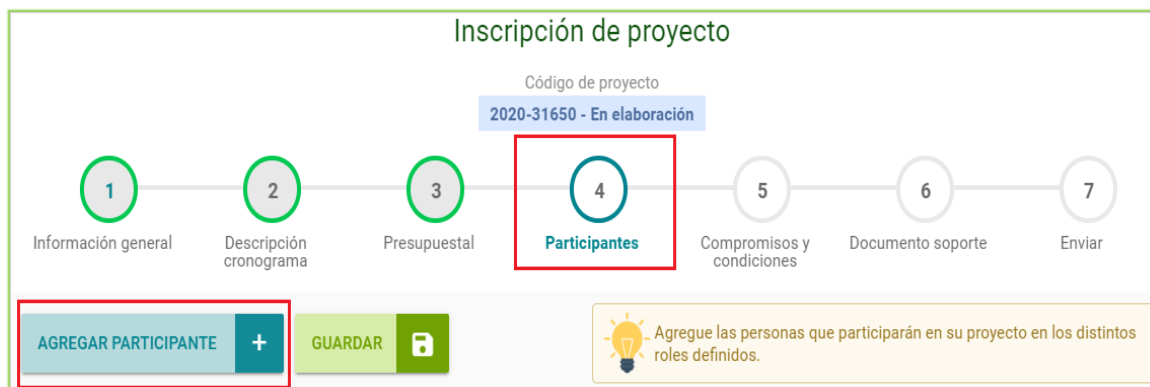 Inscripción de proyecto
Código de proyecto
2020-31650 - En elaboración
1
2
3
4
5
6
7
Información general
Descripción
cronograma
Presupuestal
Participantes
Compromisos y
condiciones
Documento soporte
Enviar
AGREGAR PARTICIPANTE +
GUARDAR
Agregue las personas que participarán en su proyecto en los distintos
roles definidos.